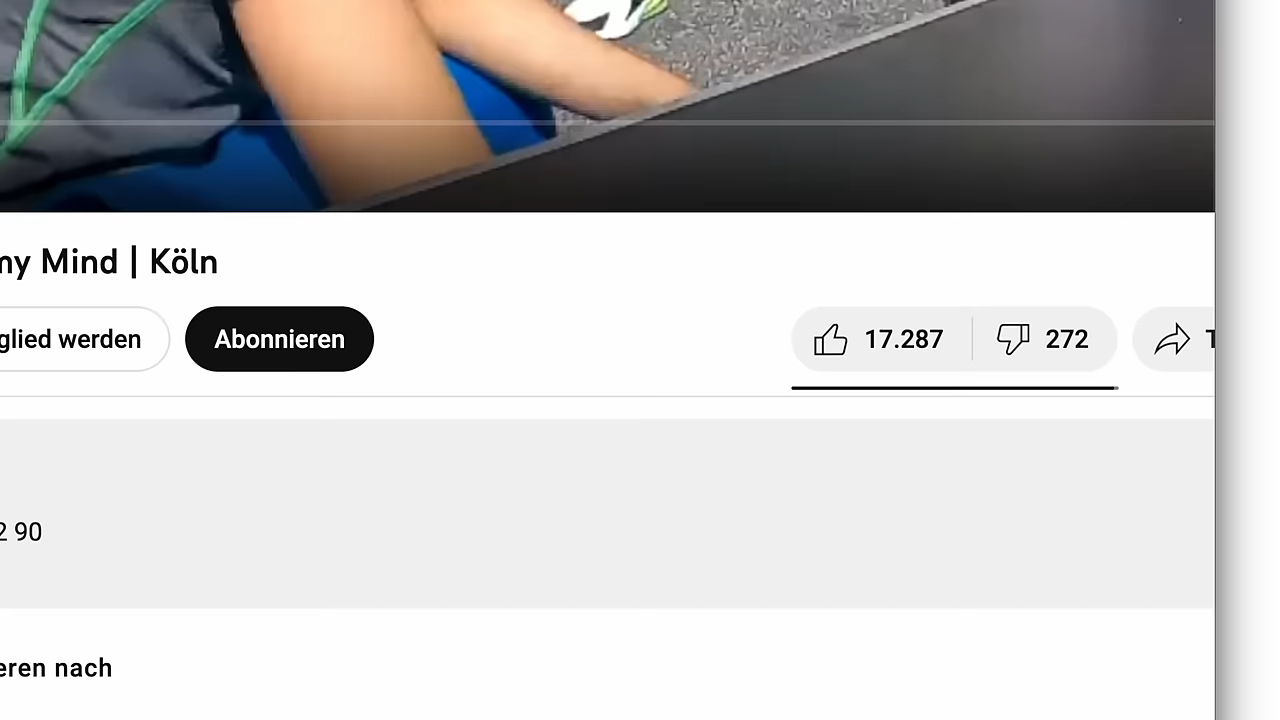 my Mind | Köln
glied werden
Abonnieren
17.287
272
2 90
eren nach